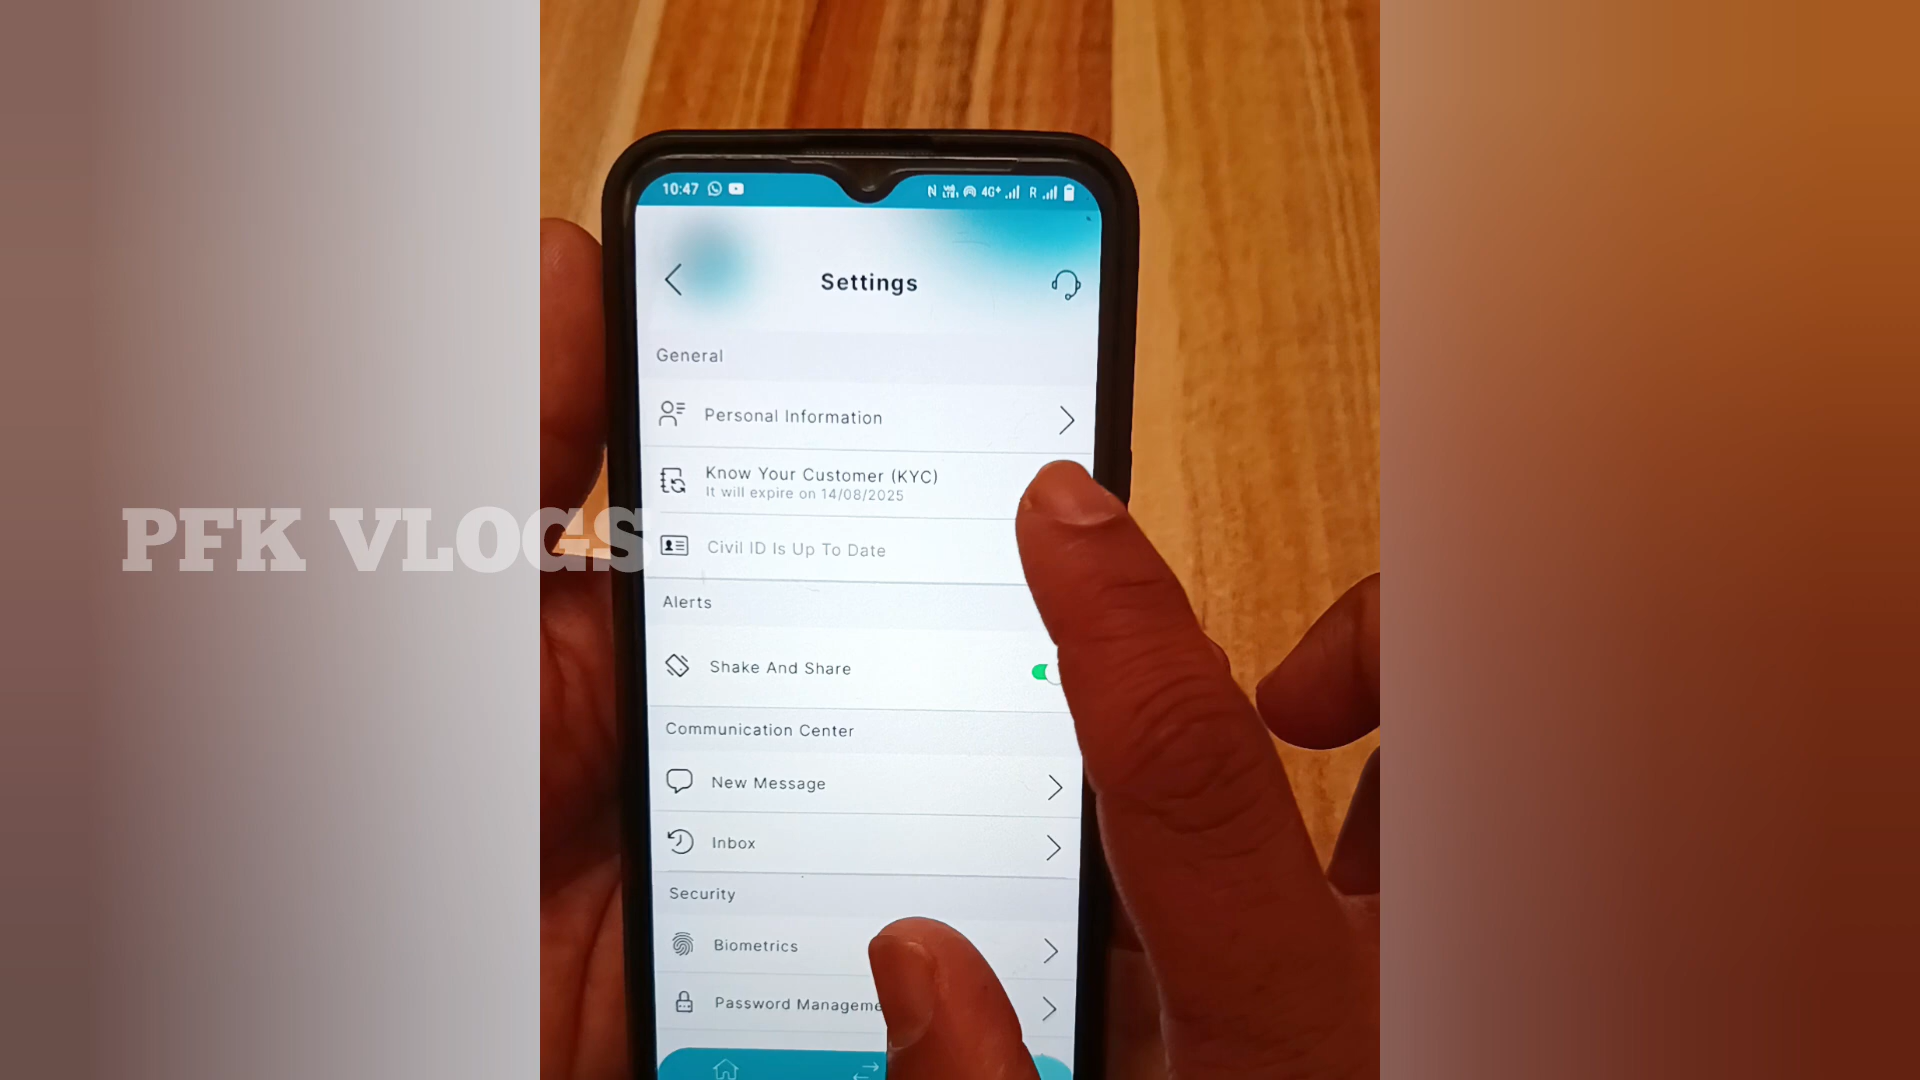 10:47
4G+ R
Settings
General
Personal Information
Know Your Customer (KYC)
It will expire on 14/08/2025
PFK VLOGS
Civil ID Is Up To Date
Alerts
Shake And Share
Communication Center
New Message
Inbox
Security
Biometrics
Password Manageme